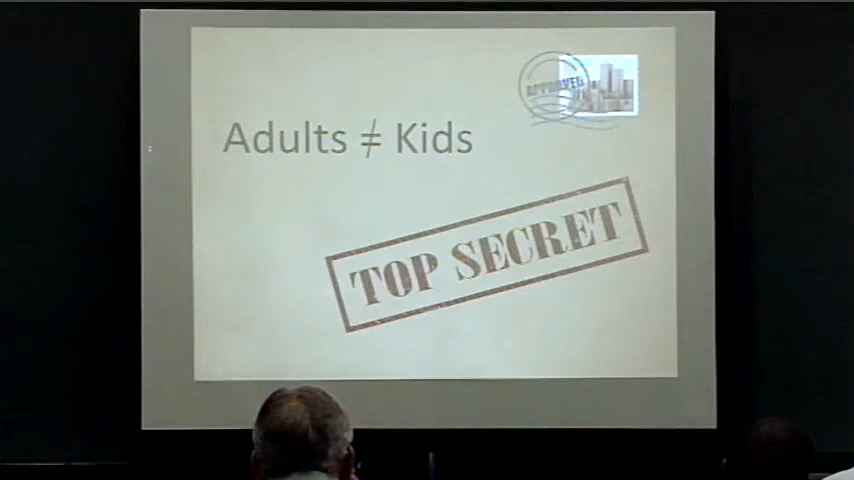 APPROVED
Adults ≠ Kids
TOP SECRET